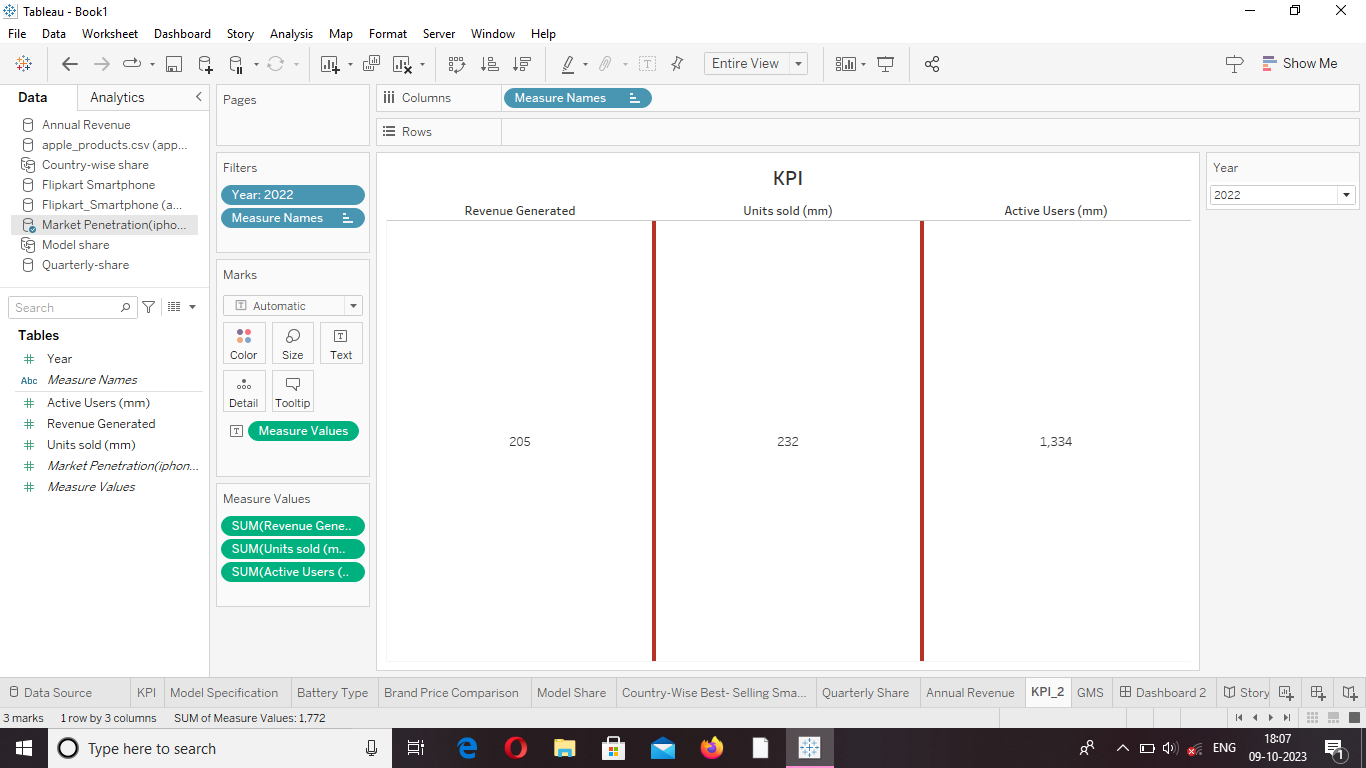 Tableau - Book1
File Data Worksheet Dashboard Story Analysis Map Format Server Window Help
Entire View
Show Me
Data Analytics
Annual Revenue
apple_products.csv (app...
Country-wise share
Flipkart Smartphone
Flipkart_Smartphone (a...
Market Penetration(ipho...
Model share
Quarterly-share
Search
Tables
Year
Abc Measure Names
Active Users (mm)
Revenue Generated
Units sold (mm)
Market Penetration(iphon...
Measure Values
Pages
Filters
Year: 2022
Measure Names
Marks
Automatic
Color Size Text
Detail Tooltip
Measure Values
Measure Values
SUM(Revenue Gene..
SUM(Units sold (m..
SUM(Active Users (..
Columns Measure Names
Rows
KPI
Revenue Generated Units sold (mm) Active Users (mm)
205 232 1,334
Year
2022
Data Source KPI Model Specification Battery Type Brand Price Comparison Model Share Country-Wise Best- Selling Sma... Quarterly Share Annual Revenue KPI_2 GMS Dashboard 2 Story
3 marks 1 row by 3 columns SUM of Measure Values: 1,772
Type here to search
ENG
18:07
09-10-2023
1